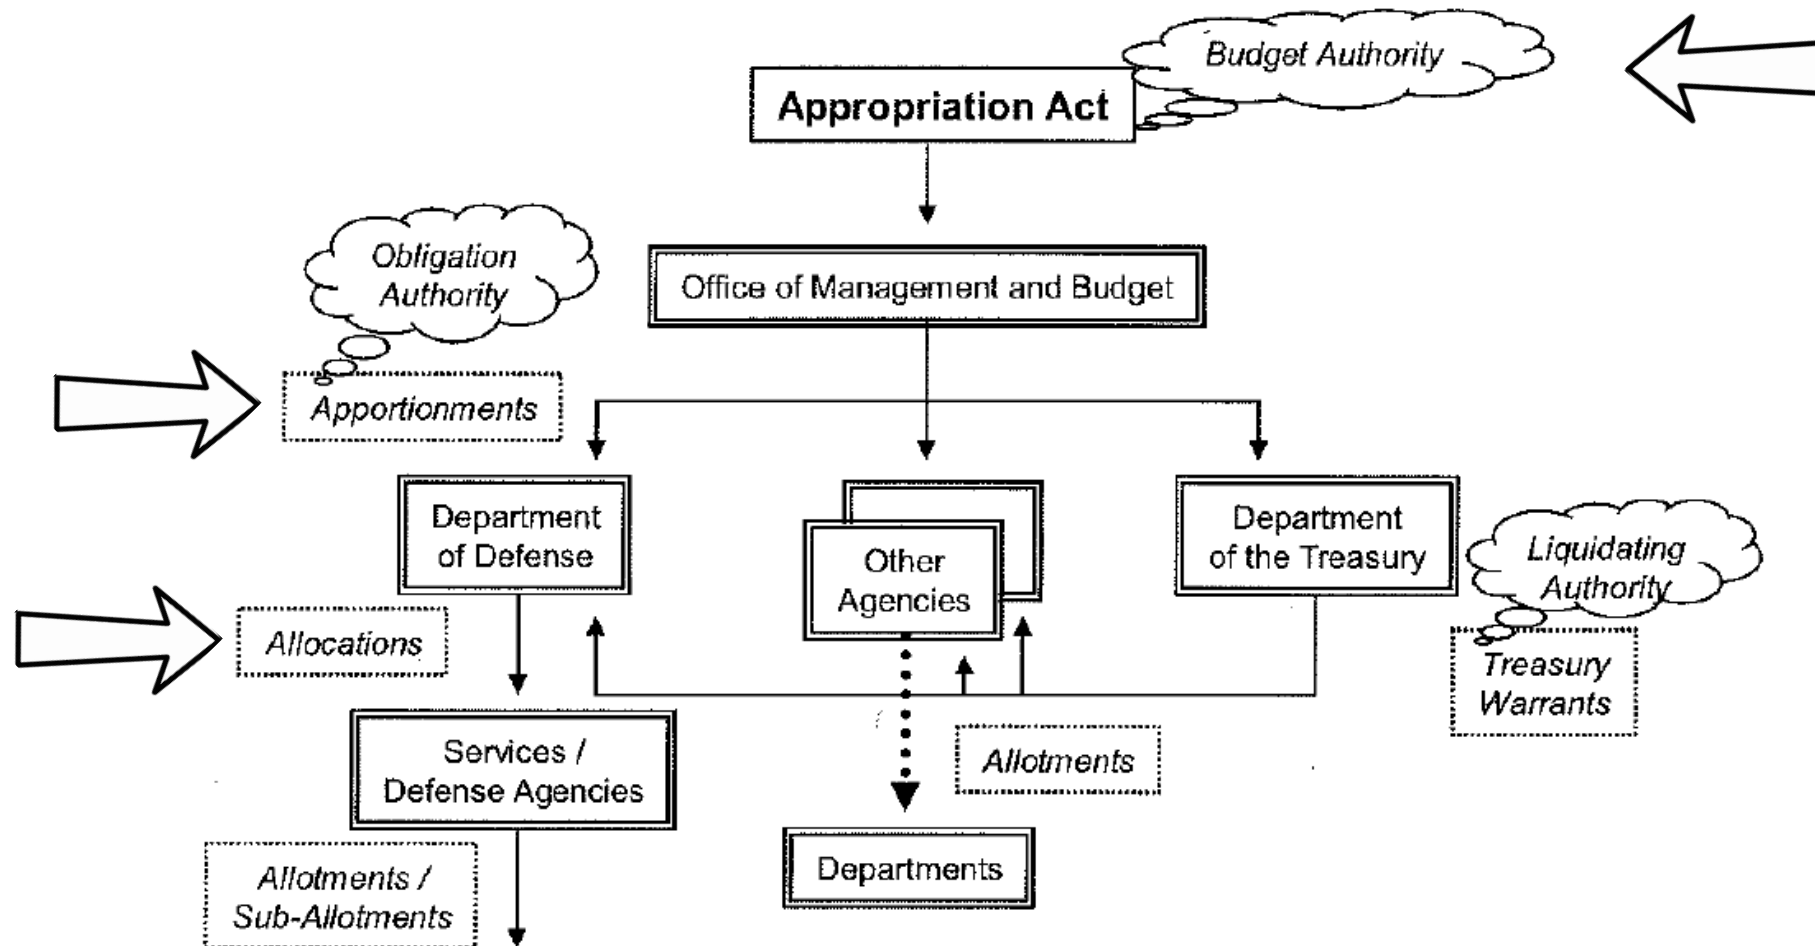 Budget Authority
Appropriation Act
Obligation
Authority
Office of Management and Budget
Apportionments
Department
of Defense
Other
Agencies
Department
of the Treasury
Liquidating
Authority
Allocations
Treasury
Warrants
Services /
Defense Agencies
Allotments
Departments
Allotments /
Sub-Allotments